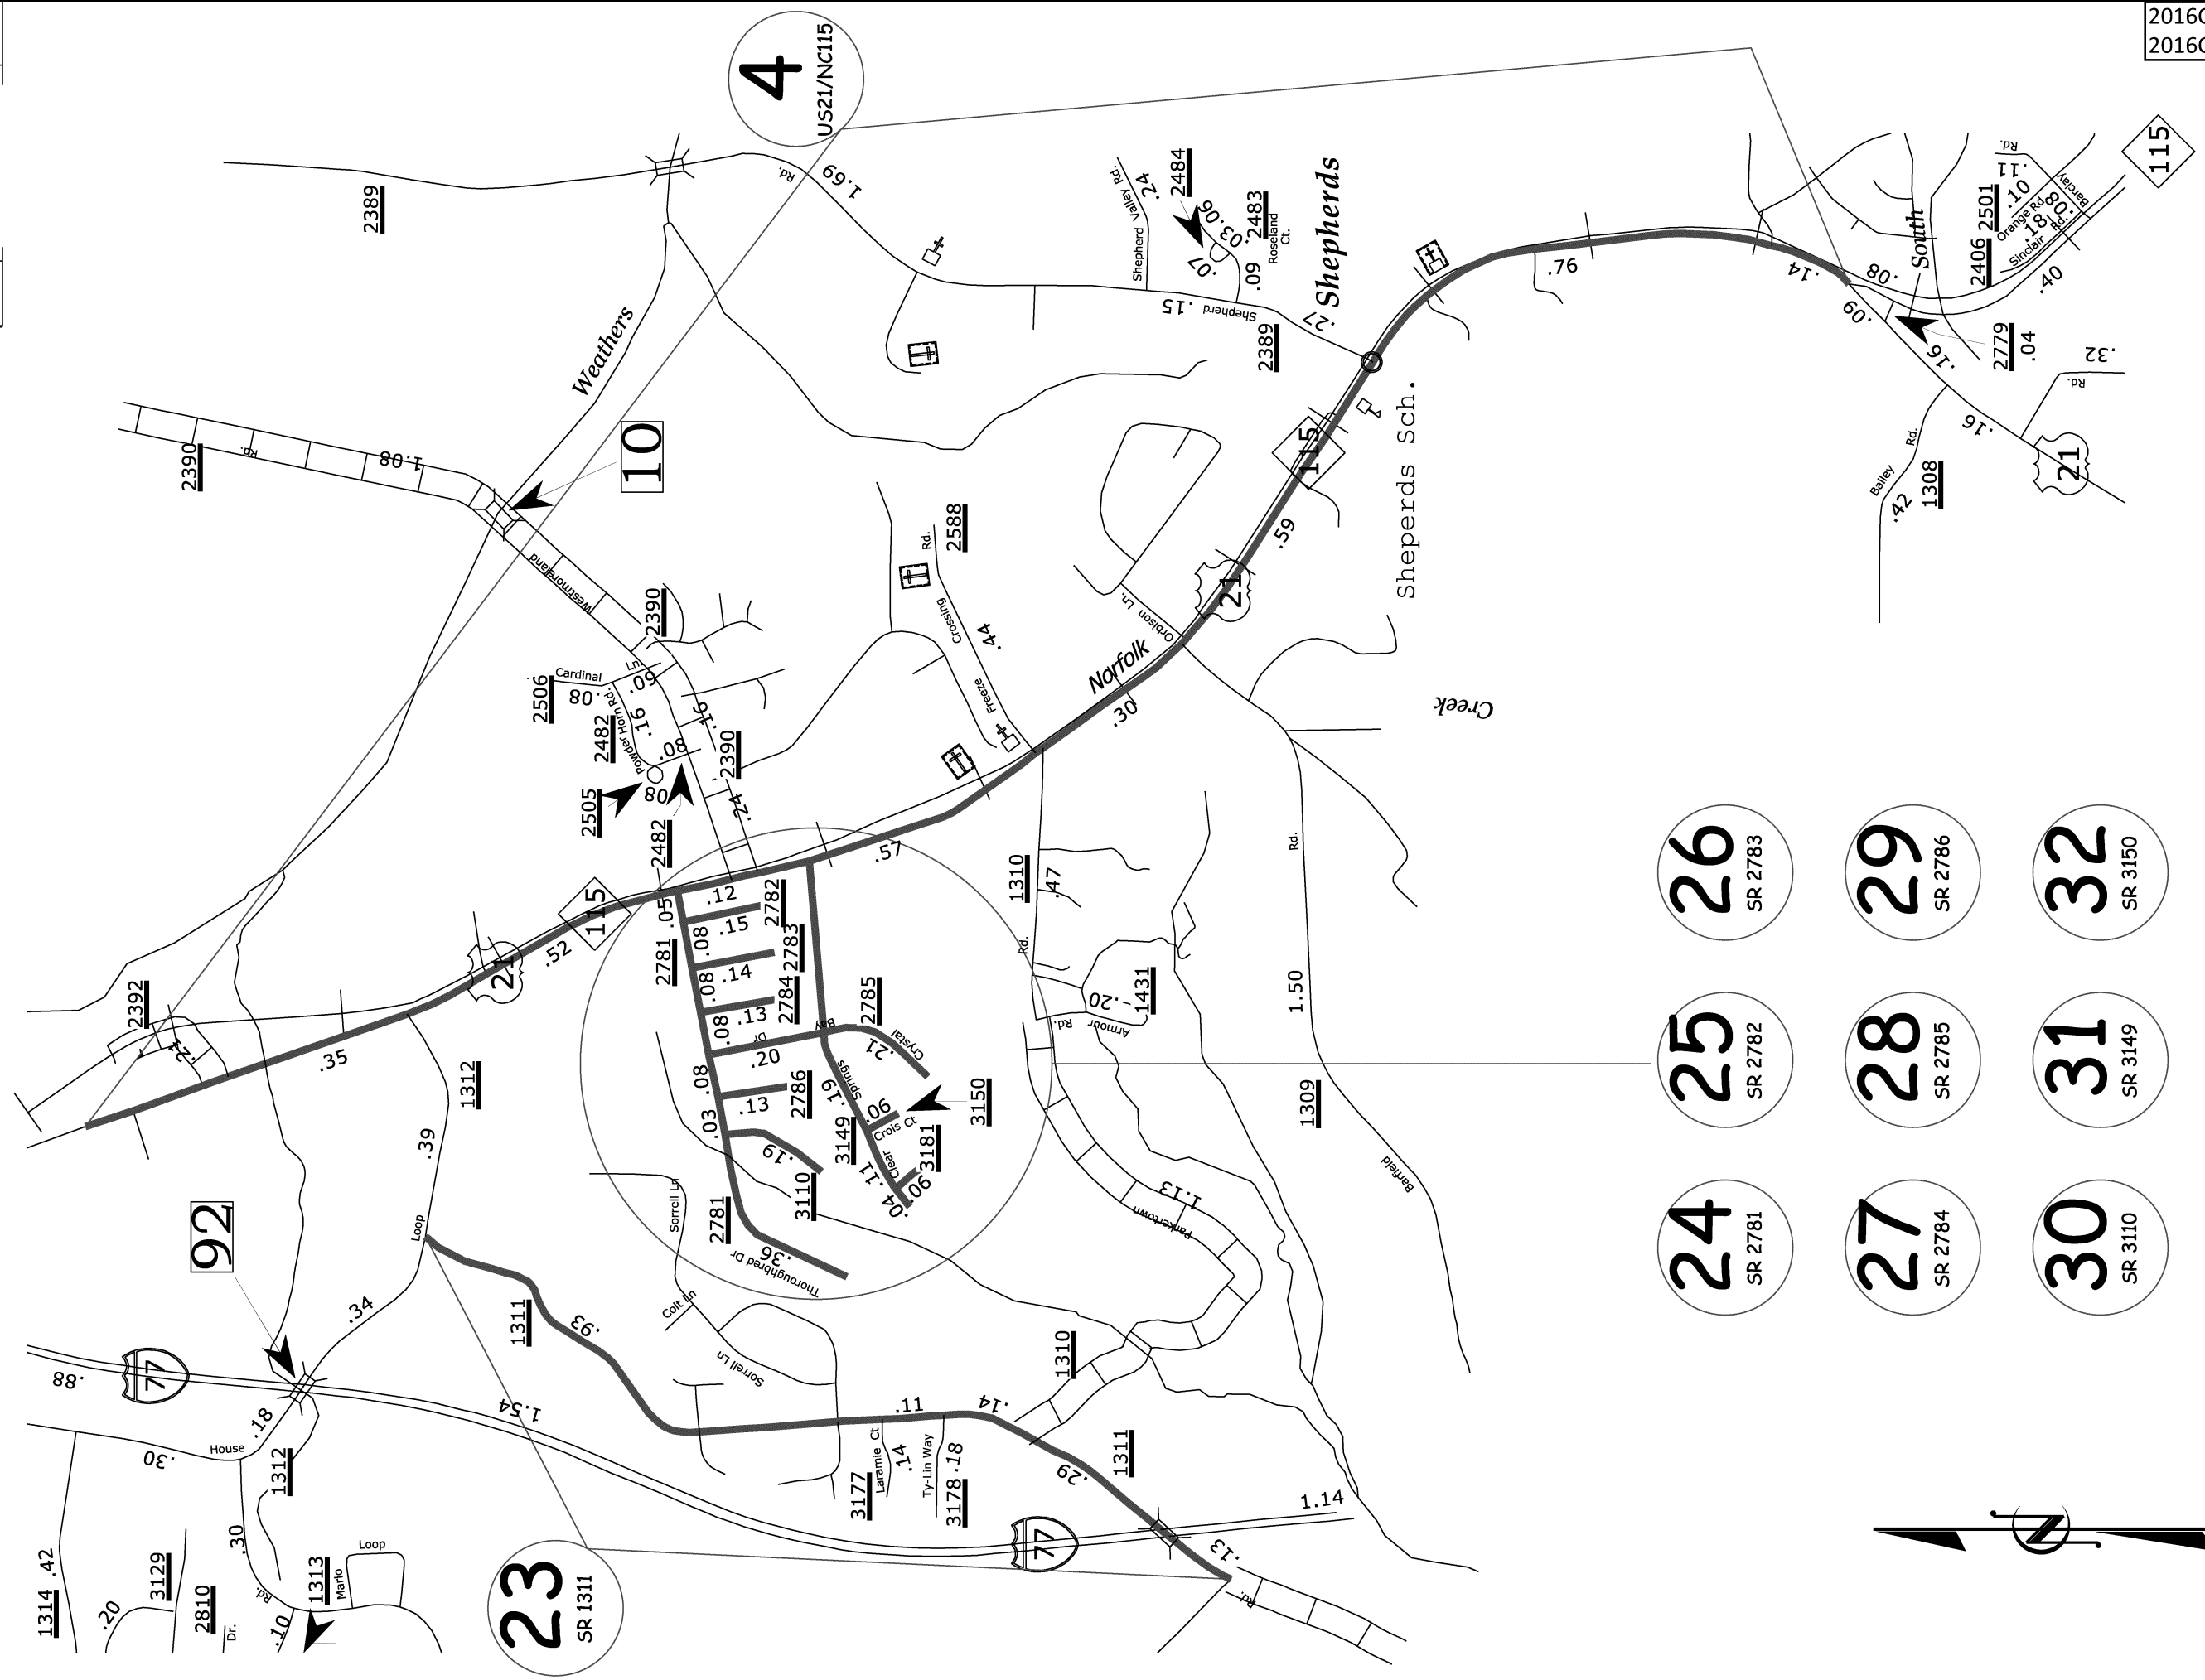 2016
2016
4
US21/NC115
2389
Weathers
Rd.
1.69
2484
Shepherd Valley Rd.
.24
.06
.03
2483
Roseland
Ct.
.07
.09
Shepherds
.15
Shepherd
.27
2389
.76
.14
.08
South
2406
2501
Rd.
.11
.10
Orange Rd.
.08
Barclay
.18
Sinclair
Rd.
.40
115
.09
.16
2779
.04
.32
Rd.
.16
21
Bailey
Rd.
.42
1308
2390
Rd.
1.08
10
Westmoreland
2390
2506
Cardinal
Ln.
.08
.09
2482
Powder Horn Rd.
.16
.08
.16
2390
2505
.08
2482
.24
2588
Rd.
Crossing
.44
Freeze
Orbison Ln.
Norfolk
21
115
.59
Sheperds Sch.
.30
Creek
.57
2392
.21
.35
21
.52
115
1312
.39
.05
.12
2782
2781
.08
.15
2783
.08
.14
2784
.08
.13
Dr
Bay
2785
.20
.21
Crystal
.08
.13
2786
Springs
.19
.03
.06
Crois Ct
3150
3149
3181
.19
Clear
.11
.06
.04
3110
2781
.36
Thoroughbred Dr
Sorrell Ln
Colt Ln
Sorrell Ln
1310
.47
Rd.
Rd.
1.50
.20
1431
Armour
Rd.
1309
Barfield
1.13
Parkertown
1310
92
Loop
.34
1311
.93
77
.88
1.54
.18
House
.30
1312
.30
1314
.42
.20
3129
2810
Dr.
Rd.
.10
1313
Marlo
Loop
.11
.14
Laramie Ct
.14
3177
Ty-Lin Way
.18
3178
.29
1311
77
1.14
.13
Rd.
23
SR 1311
24
SR 2781
25
SR 2782
26
SR 2783
27
SR 2784
28
SR 2785
29
SR 2786
30
SR 3110
31
SR 3149
32
SR 3150
N